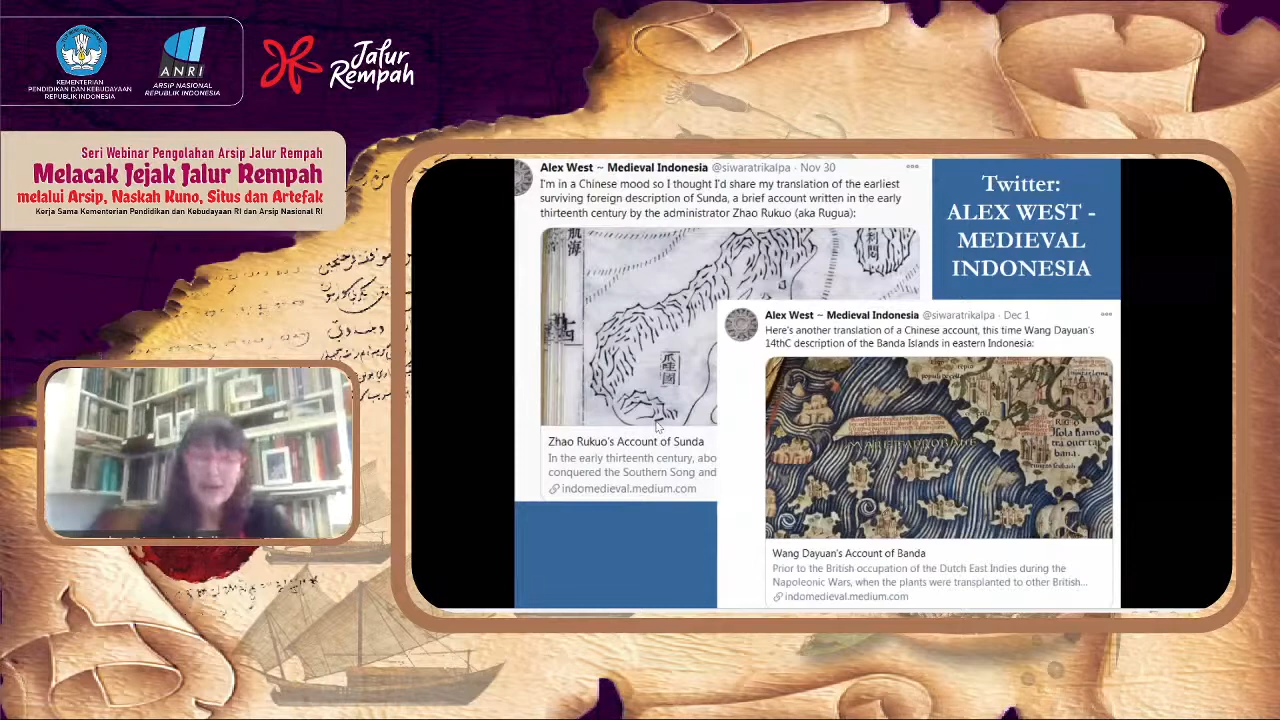 KEMENTERIAN
PENDIDIKAN DAN KEBUDAYAAN
REPUBLIK INDONESIA
ANRI
ARSIP NASIONAL
REPUBLIK INDONESIA
Jalur
Rempah
Seri Webinar Pengolahan Arsip Jalur Rempah
Melacak Jejak Jalur Rempah
melalui Arsip, Naskah Kuno, Situs dan Artefak
Kerja Sama Kementerian Pendidikan dan Kebudayaan RI dan Arsip Nasional RI
Alex West ~ Medieval Indonesia @siwaratrikalpa · Nov 30
I'm in a Chinese mood so I thought I'd share my translation of the earliest
surviving foreign description of Sunda, a brief account written in the early
thirteenth century by the administrator Zhao Rukuo (aka Rugua):
航海
Zhao Rukuo's Account of Sunda
In the early thirteenth century, abo
conquered the Southern Song and
indomedieval.medium.com
Twitter:
ALEX WEST -
MEDIEVAL
INDONESIA
Alex West ~ Medieval Indonesia @siwaratrikalpa · Dec 1
Here's another translation of a Chinese account, this time Wang Dayuan's
14thC description of the Banda Islands in eastern Indonesia:
Wang Dayuan's Account of Banda
Prior to the British occupation of the Dutch East Indies during the
Napoleonic Wars, when the plants were transplanted to other British...
indomedieval.medium.com